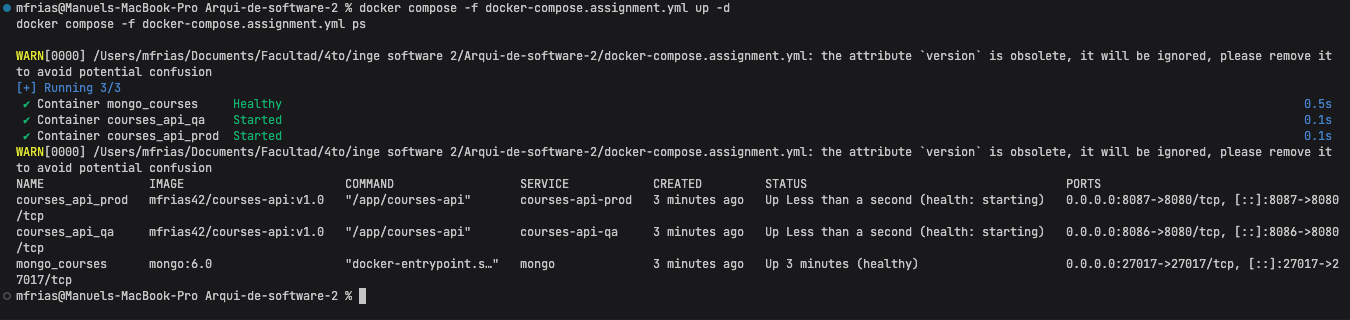 mfrias@Manuels-MacBook-Pro Arqui-de-software-2 % docker compose -f docker-compose.assignment.yml up -d
docker compose -f docker-compose.assignment.yml ps
WARN[0000] /Users/mfrias/Documents/Facultad/4to/inge software 2/Arqui-de-software-2/docker-compose.assignment.yml: the attribute `version` is obsolete, it will be ignored, please remove it
to avoid potential confusion
[+] Running 3/3
✔ Container mongo_courses Healthy 0.5s
✔ Container courses_api_qa Started 0.1s
✔ Container courses_api_prod Started 0.1s
WARN[0000] /Users/mfrias/Documents/Facultad/4to/inge software 2/Arqui-de-software-2/docker-compose.assignment.yml: the attribute `version` is obsolete, it will be ignored, please remove it
to avoid potential confusion
NAME IMAGE COMMAND SERVICE CREATED STATUS PORTS
courses_api_prod mfrias42/courses-api:v1.0 "/app/courses-api" courses-api-prod 3 minutes ago Up Less than a second (health: starting) 0.0.0.0:8087->8080/tcp, [::]:8087->8080
/tcp
courses_api_qa mfrias42/courses-api:v1.0 "/app/courses-api" courses-api-qa 3 minutes ago Up Less than a second (health: starting) 0.0.0.0:8086->8080/tcp, [::]:8086->8080
/tcp
mongo_courses mongo:6.0 "docker-entrypoint.s…" mongo 3 minutes ago Up 3 minutes (healthy) 0.0.0.0:27017->27017/tcp, [::]:27017->2
7017/tcp
mfrias@Manuels-MacBook-Pro Arqui-de-software-2 %